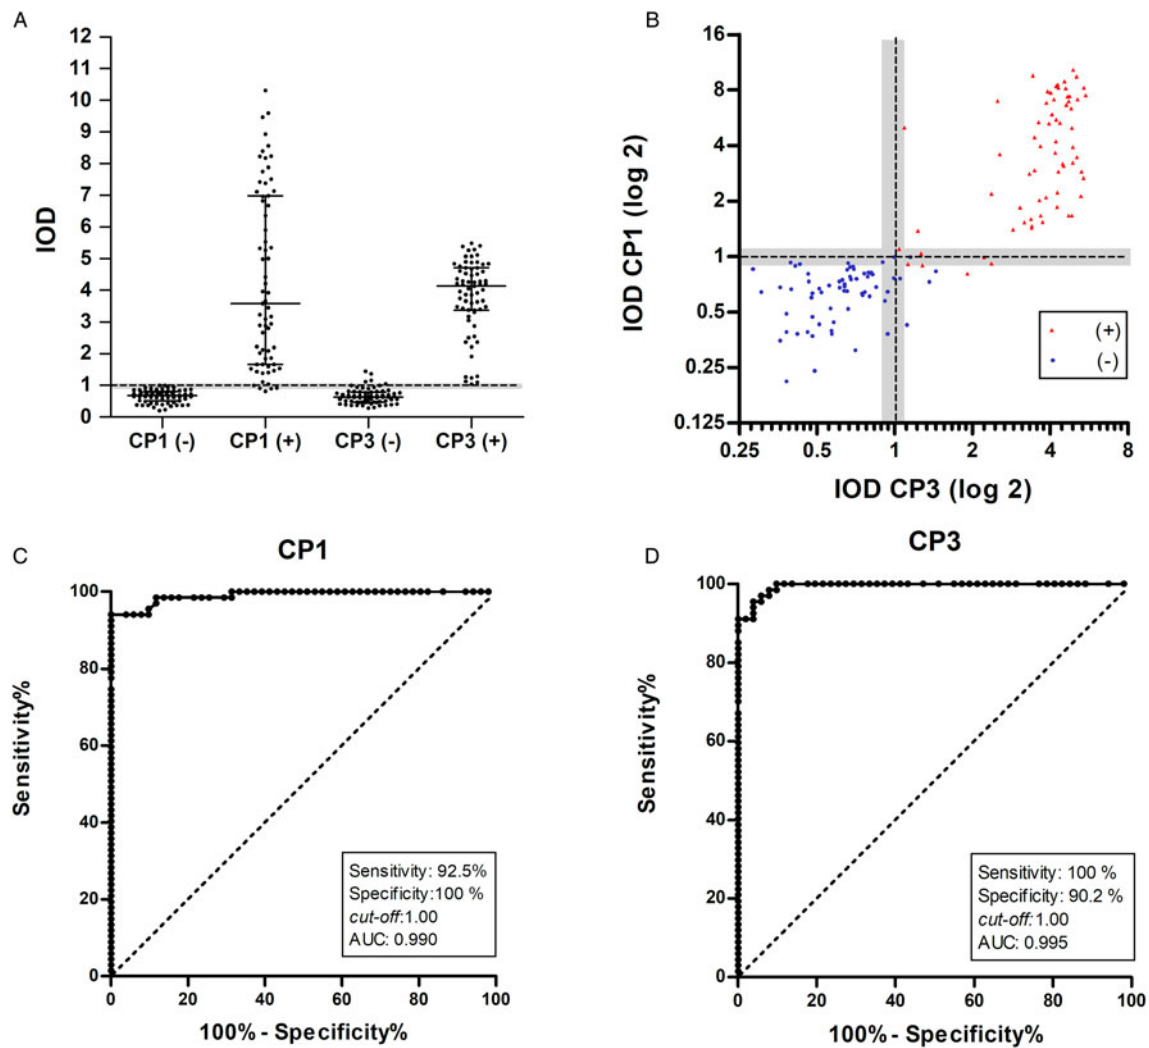 A
12
11
10
9
8
7
6
5
4
3
2
1
0
IOD
CP1 (-)
CP1 (+)
CP3 (-)
CP3 (+)
B
16
8
4
2
1
0.5
0.25
0.125
IOD CP1 (log 2)
(+)
(-)
0.25
0.5
1
2
4
8
IOD CP3 (log 2)
C
CP1
100
80
60
40
20
0
Sensitivity%
Sensitivity: 92.5%
Specificity:100 %
cut-off:1.00
AUC: 0.990
0
20
40
60
80
100
100% - Specificity%
D
CP3
100
80
60
40
20
0
Sensitivity%
Sensitivity: 100 %
Specificity: 90.2 %
cut-off:1.00
AUC: 0.995
0
20
40
60
80
100
100% - Specificity%